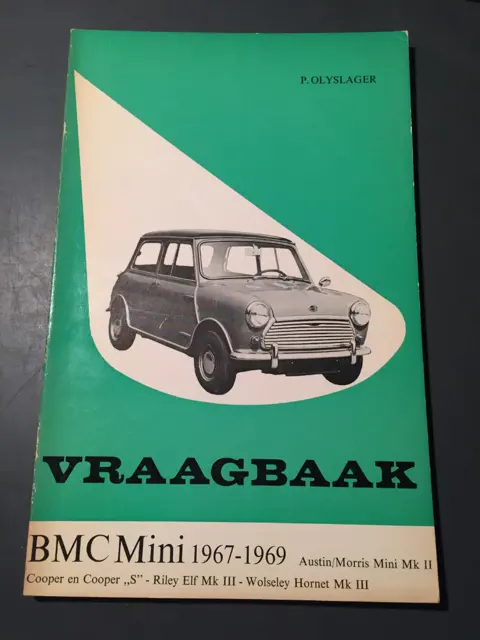 P. OLYSLAGER
VRAAGBAAK
BMC Mini 1967-1969 Austin/Morris Mini Mk II
Cooper en Cooper „S" - Riley Elf Mk III - Wolseley Hornet Mk III